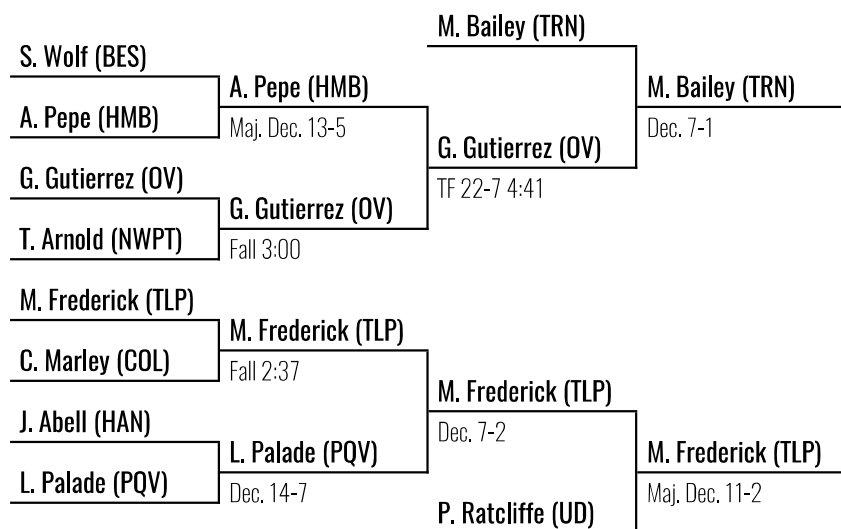 M. Bailey (TRN)
S. Wolf (BES)
A. Pepe (HMB)
M. Bailey (TRN)
A. Pepe (HMB)
Maj. Dec. 13-5
Dec. 7-1
G. Gutierrez (OV)
G. Gutierrez (OV)
TF 22-7 4:41
G. Gutierrez (OV)
T. Arnold (NWPT)
Fall 3:00
M. Frederick (TLP)
M. Frederick (TLP)
C. Marley (COL)
Fall 2:37
M. Frederick (TLP)
J. Abell (HAN)
Dec. 7-2
L. Palade (PQV)
M. Frederick (TLP)
L. Palade (PQV)
Dec. 14-7
Maj. Dec. 11-2
P. Ratcliffe (UD)